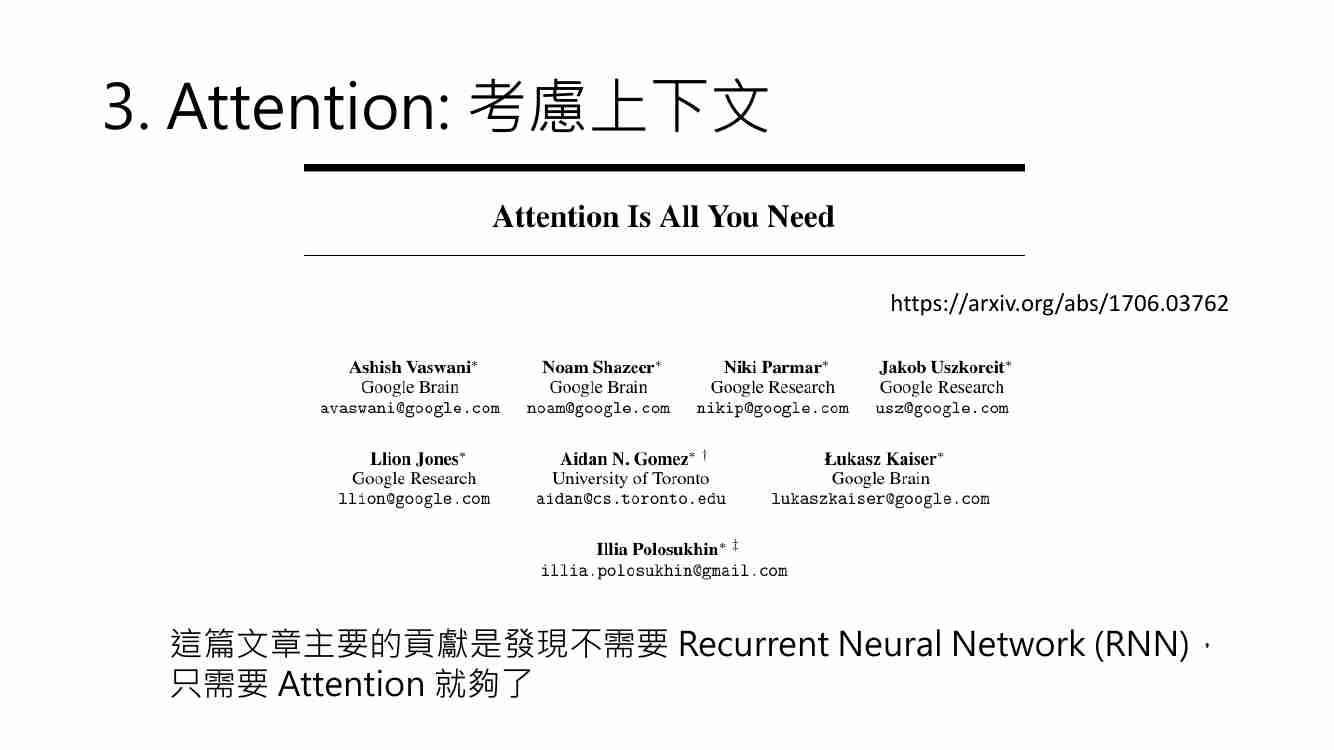 3. Attention: 考慮上下文
Attention Is All You Need
https://arxiv.org/abs/1706.03762
Ashish Vaswani* Noam Shazeer* Niki Parmar* Jakob Uszkoreit*
Google Brain Google Brain Google Research Google Research
avaswani@google.com noam@google.com nikip@google.com usz@google.com
Llion Jones* Aidan N. Gomez* † Łukasz Kaiser*
Google Research University of Toronto Google Brain
llion@google.com aidan@cs.toronto.edu lukaszkaiser@google.com
Illia Polosukhin* ‡
illia.polosukhin@gmail.com
這篇文章主要的貢獻是發現不需要 Recurrent Neural Network (RNN)，
只需要 Attention 就夠了